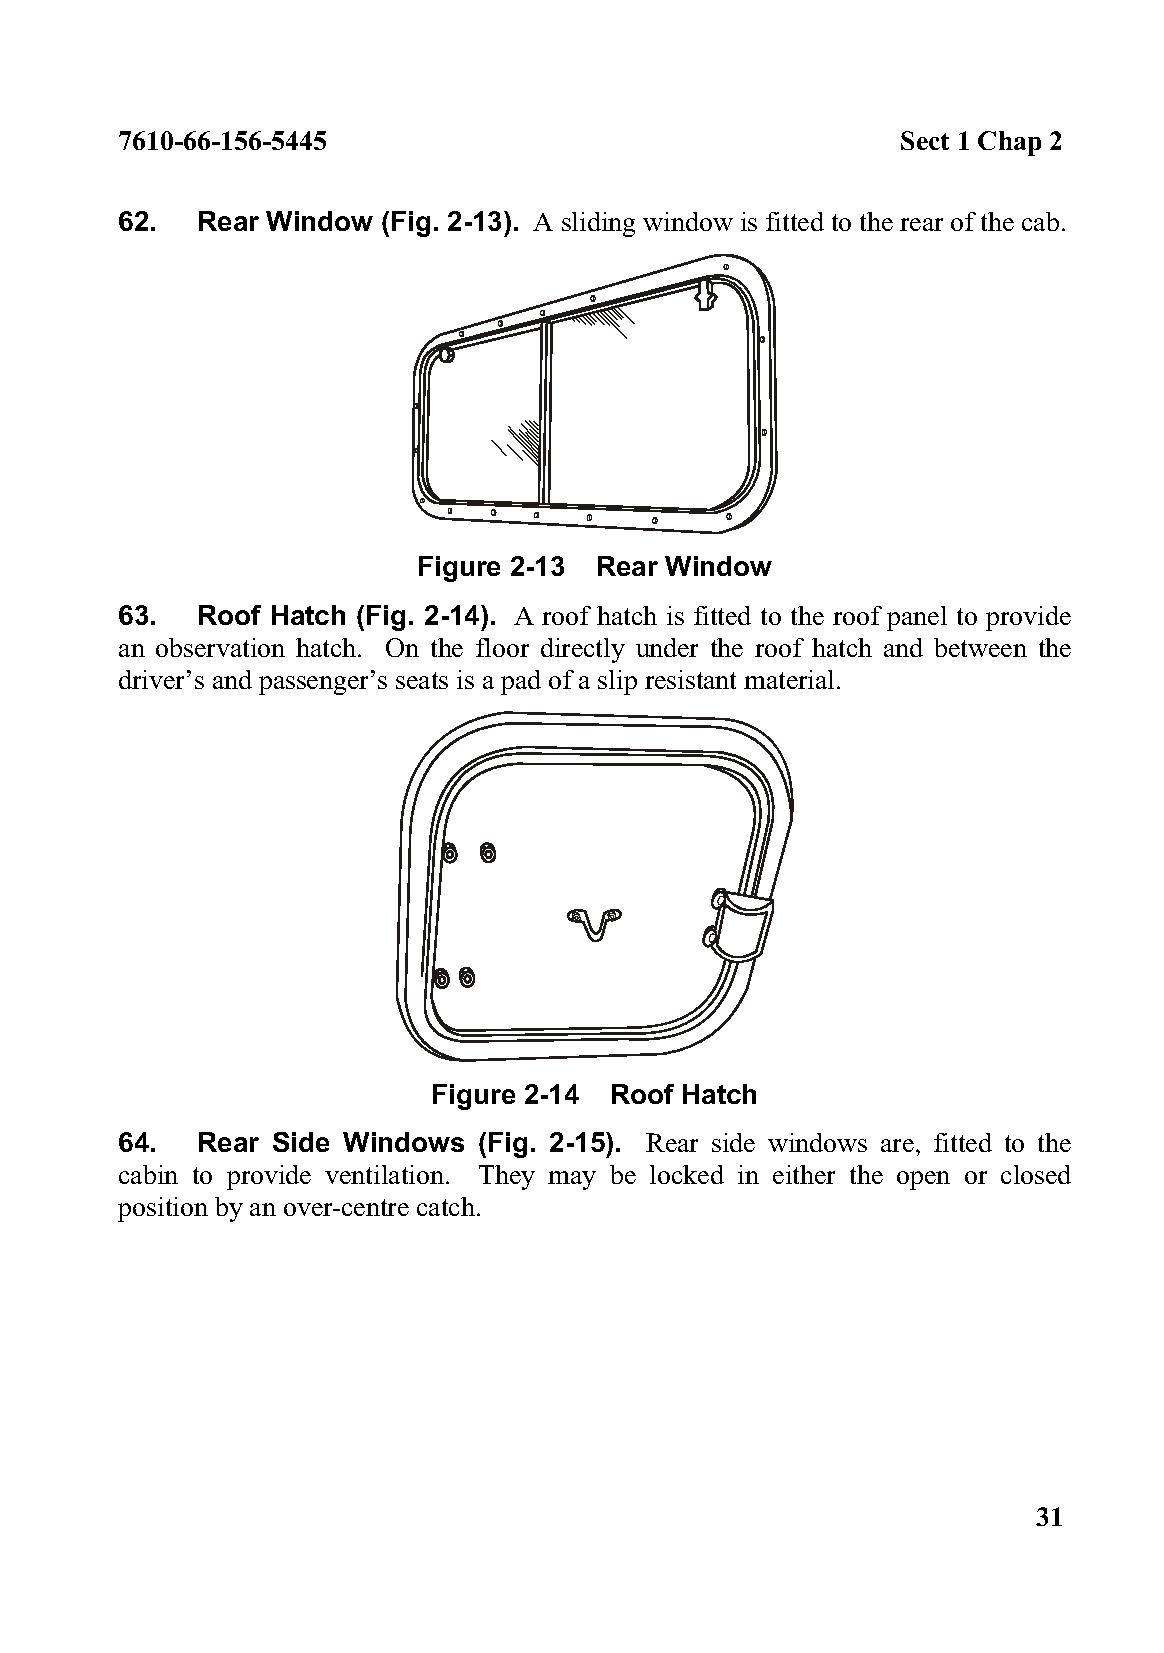 7610-66-156-5445 Sect 1 Chap 2
62. Rear Window (Fig. 2-13). A sliding window is fitted to the rear of the cab.
Figure 2-13 Rear Window
63. Roof Hatch (Fig. 2-14). A roof hatch is fitted to the roof panel to provide
an observation hatch. On the floor directly under the roof hatch and between the
driver’s and passenger’s seats is a pad of a slip resistant material.
Figure 2-14 Roof Hatch
64. Rear Side Windows (Fig. 2-15). Rear side windows are, fitted to the
cabin to provide ventilation. They may be locked in either the open or closed
position by an over-centre catch.
31